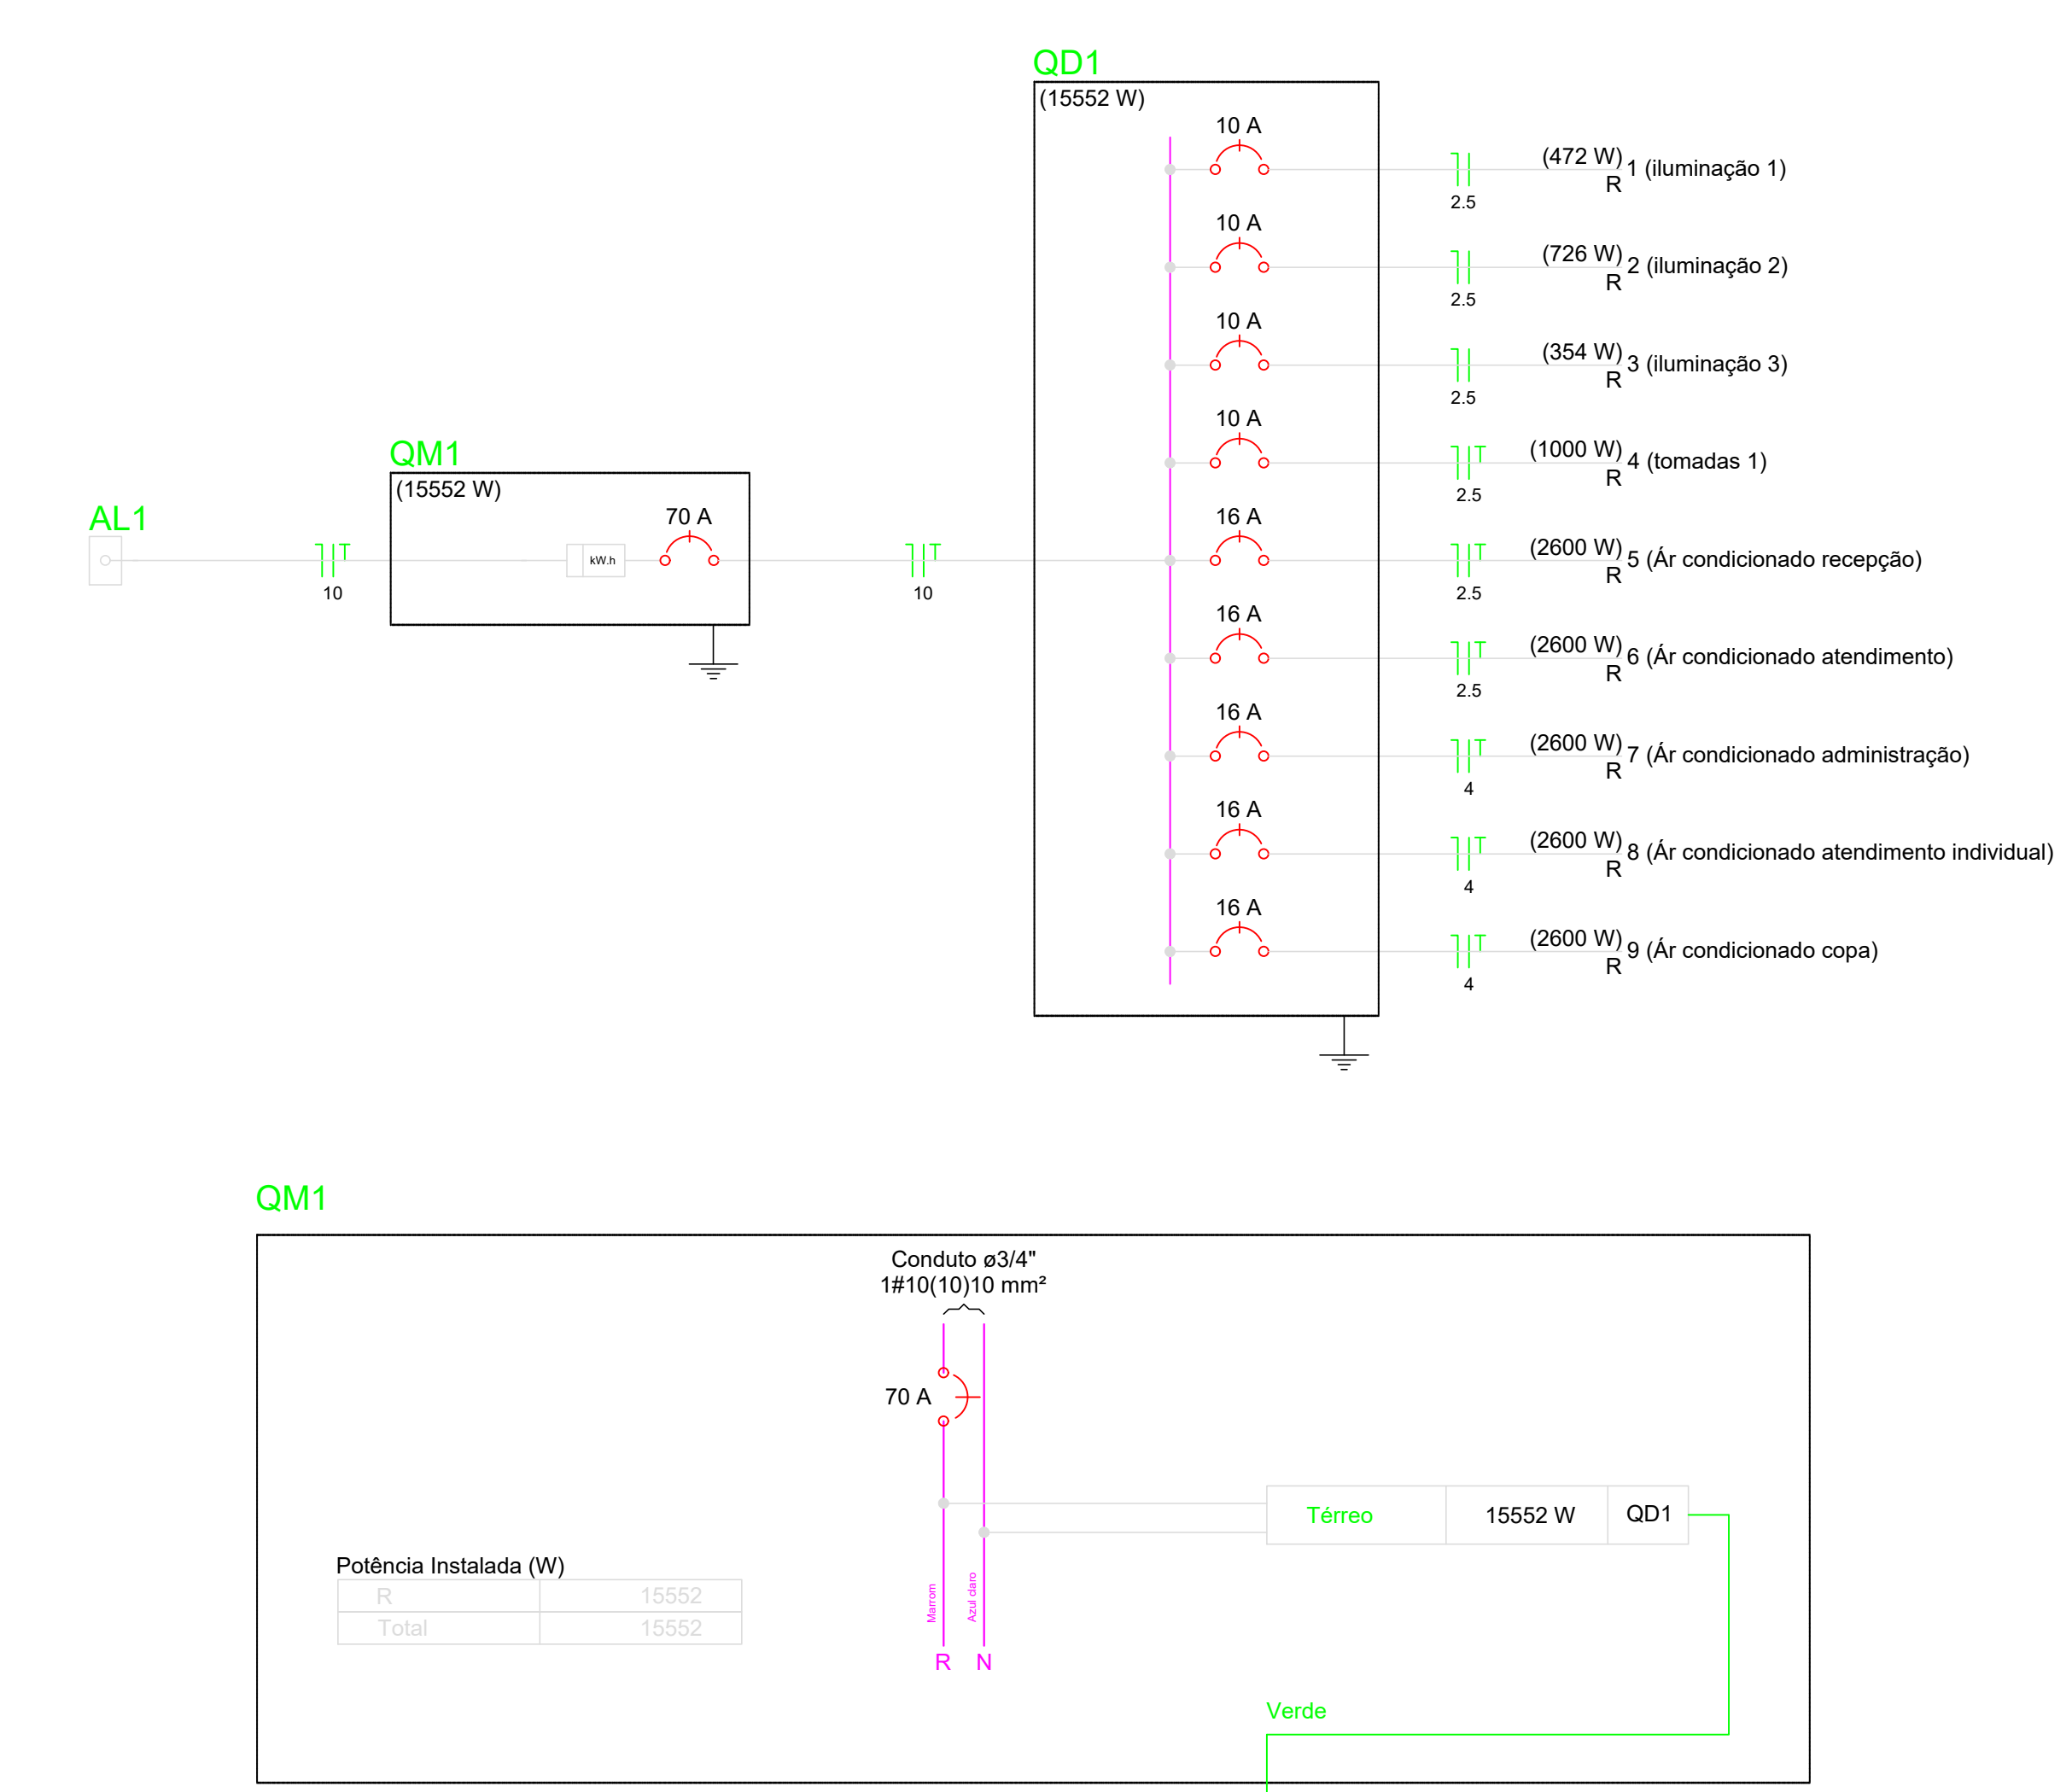 QD1
(15552 W)
10 A
(472 W)
R
1 (iluminação 1)
2.5
10 A
(726 W)
R
2 (iluminação 2)
2.5
10 A
(354 W)
R
3 (iluminação 3)
2.5
10 A
(1000 W)
R
4 (tomadas 1)
T
2.5
16 A
(2600 W)
R
5 (Ár condicionado recepção)
T
2.5
16 A
(2600 W)
R
6 (Ár condicionado atendimento)
T
2.5
16 A
(2600 W)
R
7 (Ár condicionado administração)
T
4
16 A
(2600 W)
R
8 (Ár condicionado atendimento individual)
T
4
16 A
(2600 W)
R
9 (Ár condicionado copa)
T
4
QM1
(15552 W)
70 A
kW.h
AL1
T
10
T
10
QM1
Conduto ø3/4"
1#10(10)10 mm²
70 A
Térreo 15552 W QD1
Potência Instalada (W)
R 15552
Total 15552
Marrom
Azul claro
R N
Verde